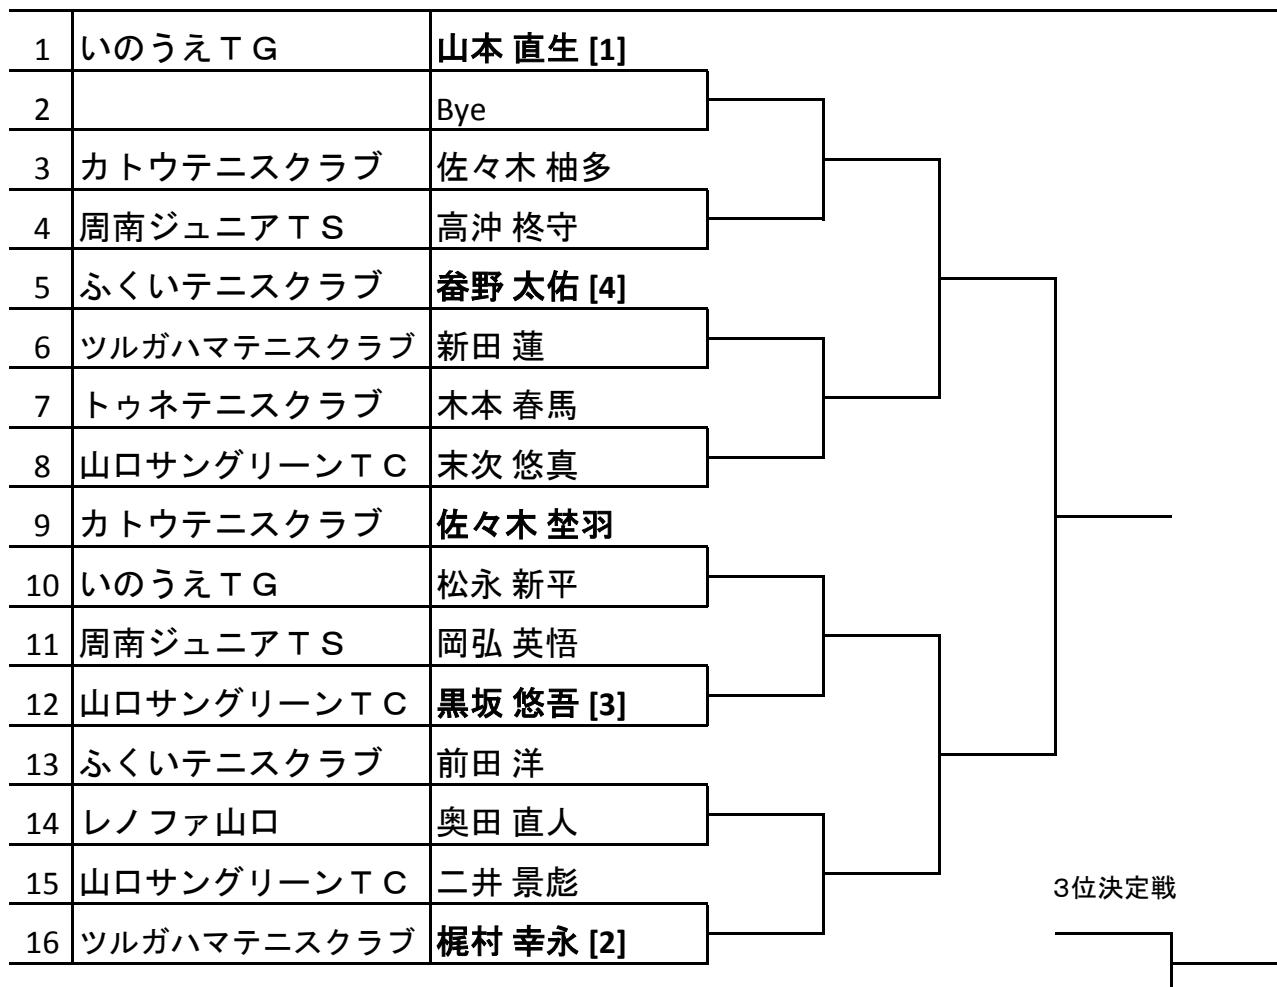 1 いのうえTG 山本 直生 [1]
2 Bye
3 カトウテニスクラブ 佐々木 柚多
4 周南ジュニアTS 高沖 柊守
5 ふくいテニスクラブ 畨野 太佑 [4]
6 ツルガハマテニスクラブ 新田 蓮
7 トゥネテニスクラブ 木本 春馬
8 山口サングリーンTC 末次 悠真
9 カトウテニスクラブ 佐々木 埜羽
10 いのうえTG 松永 新平
11 周南ジュニアTS 岡弘 英悟
12 山口サングリーンTC 黒坂 悠吾 [3]
13 ふくいテニスクラブ 前田 洋
14 レノファ山口 奥田 直人
15 山口サングリーンTC 二井 景彪
3位決定戦
16 ツルガハマテニスクラブ 梶村 幸永 [2]